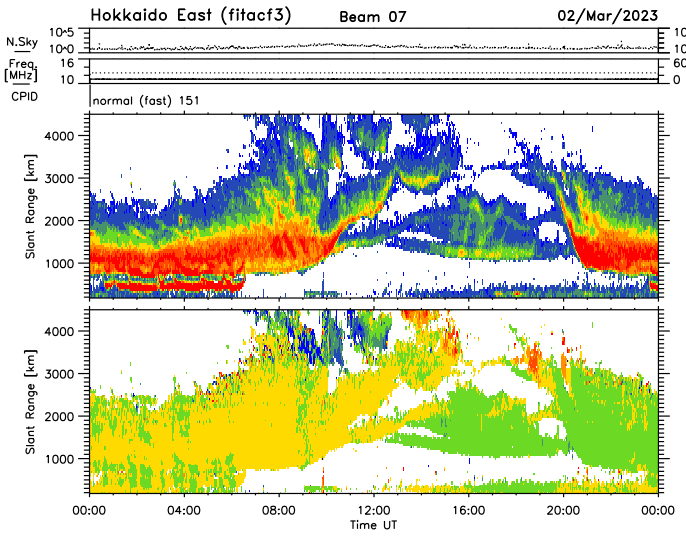 Hokkaido East (fitacf3) Beam 07 02/Mar/2023
N.Sky 10^5 10^0 10 10
Freq. [MHz] 16 10 60 0
CPID normal (fast) 151
Slant Range [km] 4000 3000 2000 1000
Slant Range [km] 4000 3000 2000 1000
00:00 04:00 08:00 12:00 16:00 20:00 00:00
Time UT